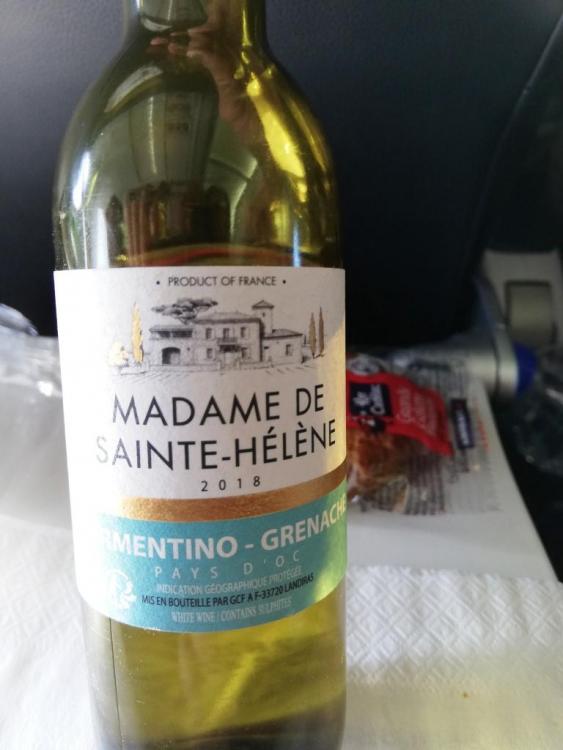 • PRODUCT OF FRANCE •
MADAME DE
SAINTE-HÉLÈNE
2018
RMENTINO - GRENACHE
PAYS D'OC
INDICATION GÉOGRAPHIQUE PROTÉGÉE
MIS EN BOUTEILLE PAR GCF A F-33720 LANDIRAS
WHITE WINE / CONTAINS SULPHITES